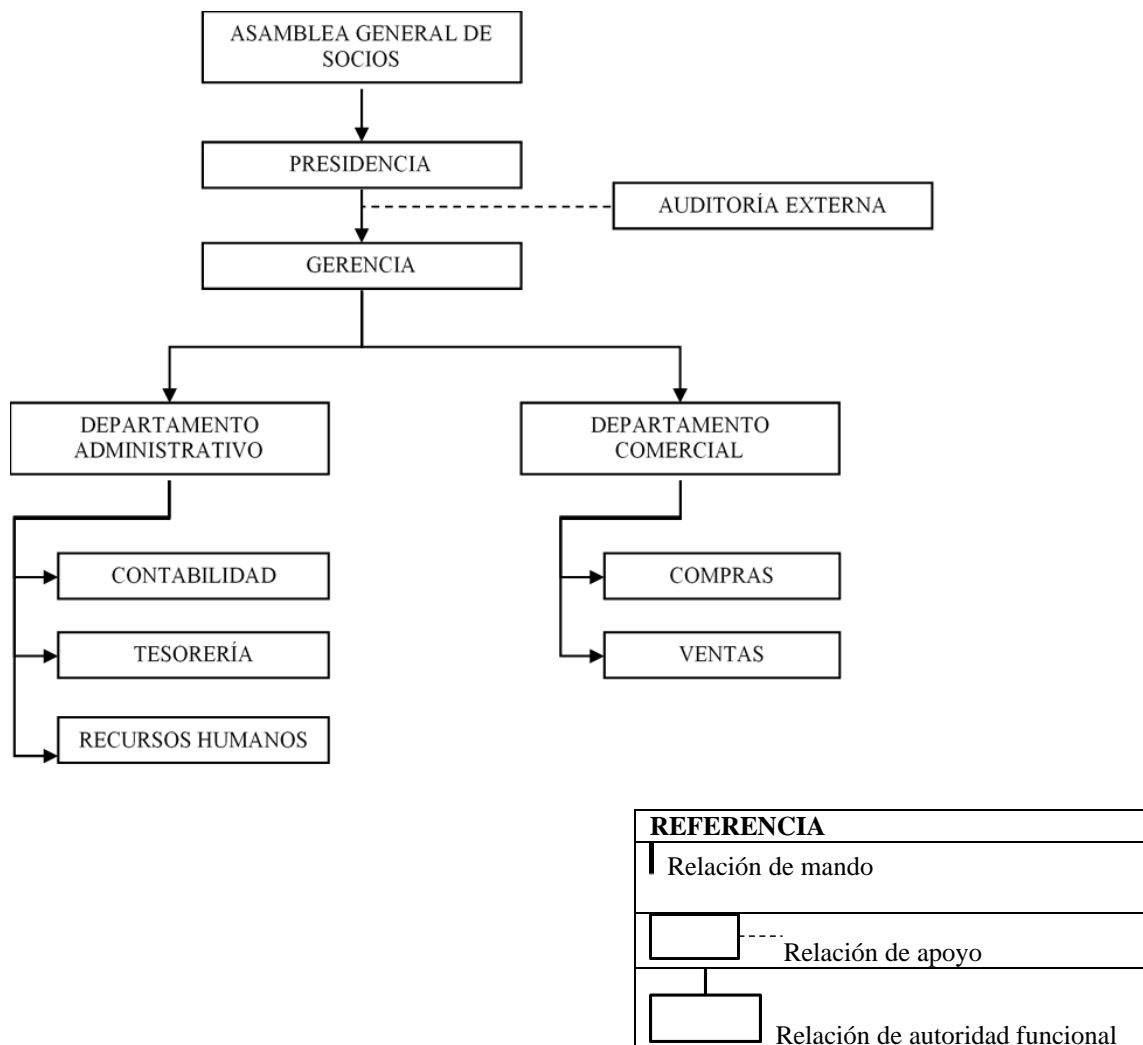 ASAMBLEA GENERAL DE
SOCIOS
PRESIDENCIA
AUDITORÍA EXTERNA
GERENCIA
DEPARTAMENTO
ADMINISTRATIVO
DEPARTAMENTO
COMERCIAL
CONTABILIDAD
TESORERÍA
RECURSOS HUMANOS
COMPRAS
VENTAS
REFERENCIA
Relación de mando
Relación de apoyo
Relación de autoridad funcional